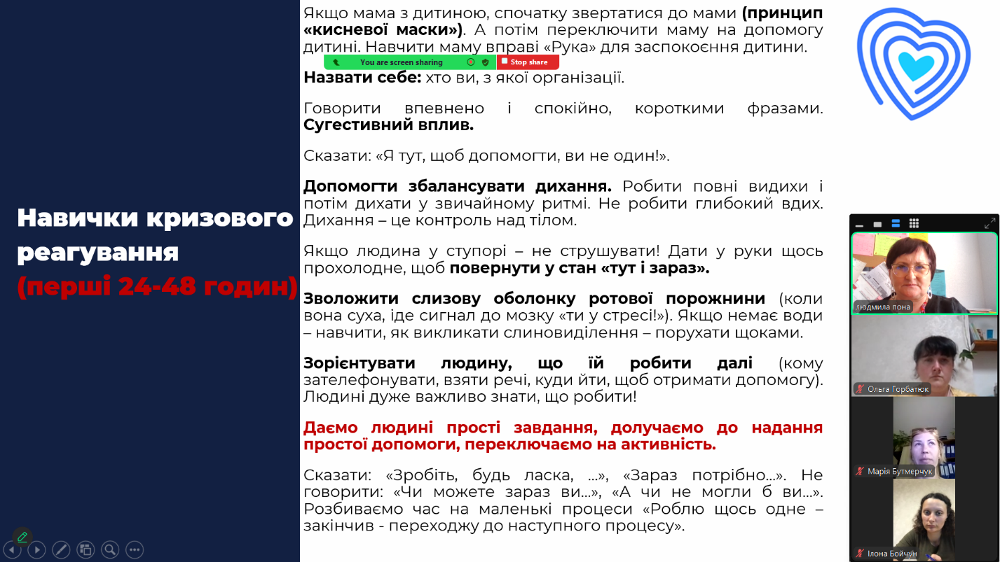 Навички кризового
реагування
(перші 24-48 годин)
Якщо мама з дитиною, спочатку звертатися до мами (принцип
«кисневої маски»). А потім переключити маму на допомогу
дитині. Навчити маму вправі «Рука» для заспокоєння дитини.
You are screen sharing
Stop share
Назвати себе: хто ви, з якої організації.
Говорити впевнено і спокійно, короткими фразами.
Сугестивний вплив.
Сказати: «Я тут, щоб допомогти, ви не один!».
Допомогти збалансувати дихання. Робити повні видихи і
потім дихати у звичайному ритмі. Не робити глибокий вдих.
Дихання – це контроль над тілом.
Якщо людина у ступорі – не струшувати! Дати у руки щось
прохолодне, щоб повернути у стан «тут і зараз».
Зволожити слизову оболонку ротової порожнини (коли
вона суха, іде сигнал до мозку «ти у стресі!»). Якщо немає води
– навчити, як викликати слиновиділення – порухати щоками.
Зорієнтувати людину, що їй робити далі (кому
зателефонувати, взяти речі, куди йти, щоб отримати допомогу).
Людині дуже важливо знати, що робити!
Даємо людині прості завдання, долучаємо до надання
простої допомоги, переключаємо на активність.
Сказати: «Зробіть, будь ласка, ...», «Зараз потрібно...». Не
говорити: «Чи можете зараз ви...», «А чи не могли б ви...».
Розбиваємо час на маленькі процеси «Роблю щось одне –
закінчив - переходжу до наступного процесу».
людмила пона
Ольга Горбатюк
Марія Бутмерчук
Ілона Бойчун